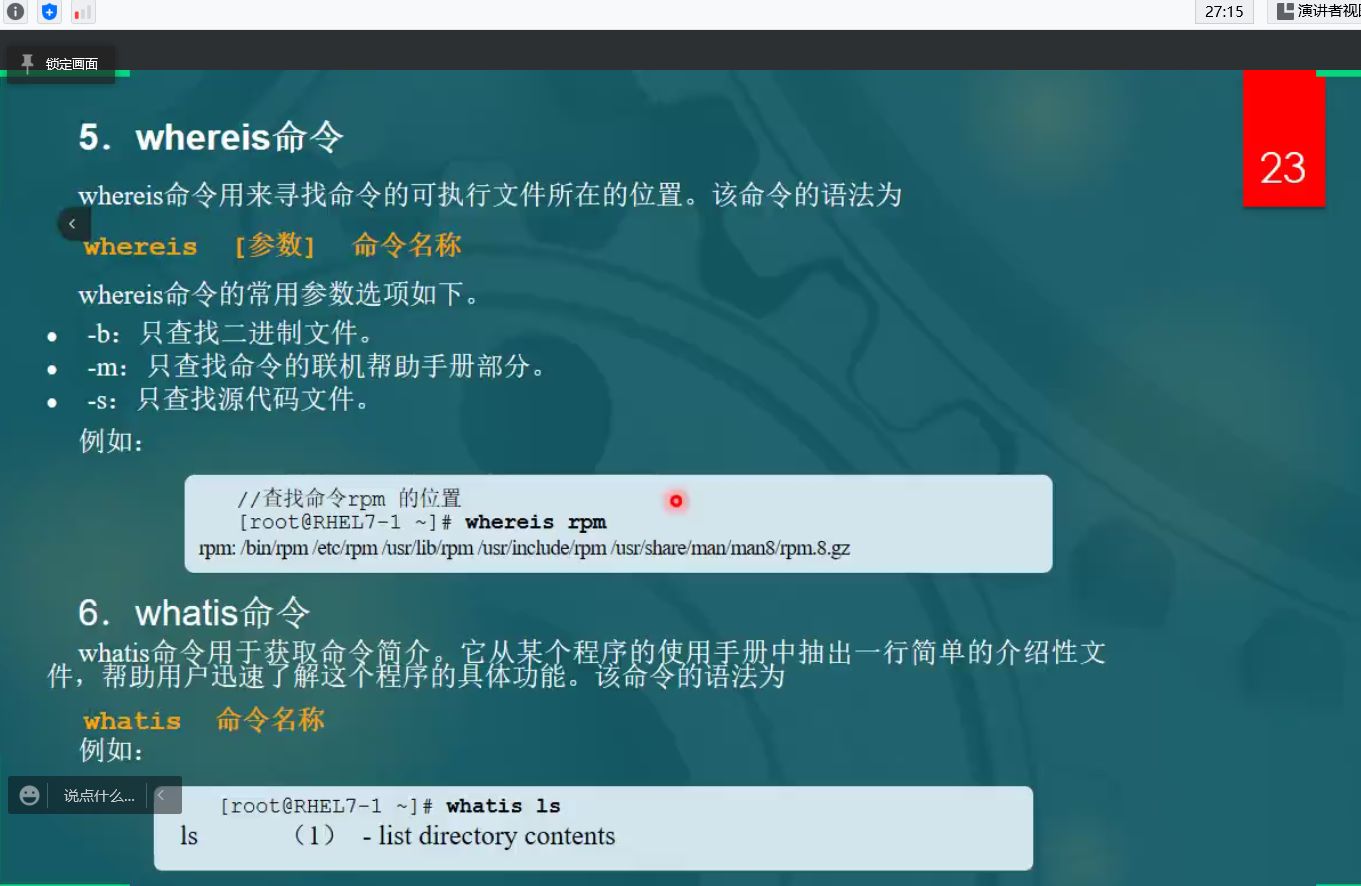 27:15
演讲者视
锁定画面
23
5．whereis命令
whereis命令用来寻找命令的可执行文件所在的位置。该命令的语法为
whereis [参数] 命令名称
whereis命令的常用参数选项如下。
● -b：只查找二进制文件。
● -m：只查找命令的联机帮助手册部分。
● -s：只查找源代码文件。
例如：
//查找命令rpm 的位置
[root@RHEL7-1 ~]# whereis rpm
rpm: /bin/rpm /etc/rpm /usr/lib/rpm /usr/include/rpm /usr/share/man/man8/rpm.8.gz
6．whatis命令
whatis命令用于获取命令简介。它从某个程序的使用手册中抽出一行简单的介绍性文
件，帮助用户迅速了解这个程序的具体功能。该命令的语法为
whatis 命令名称
例如：
说点什么...
[root@RHEL7-1 ~]# whatis ls
ls （1） - list directory contents